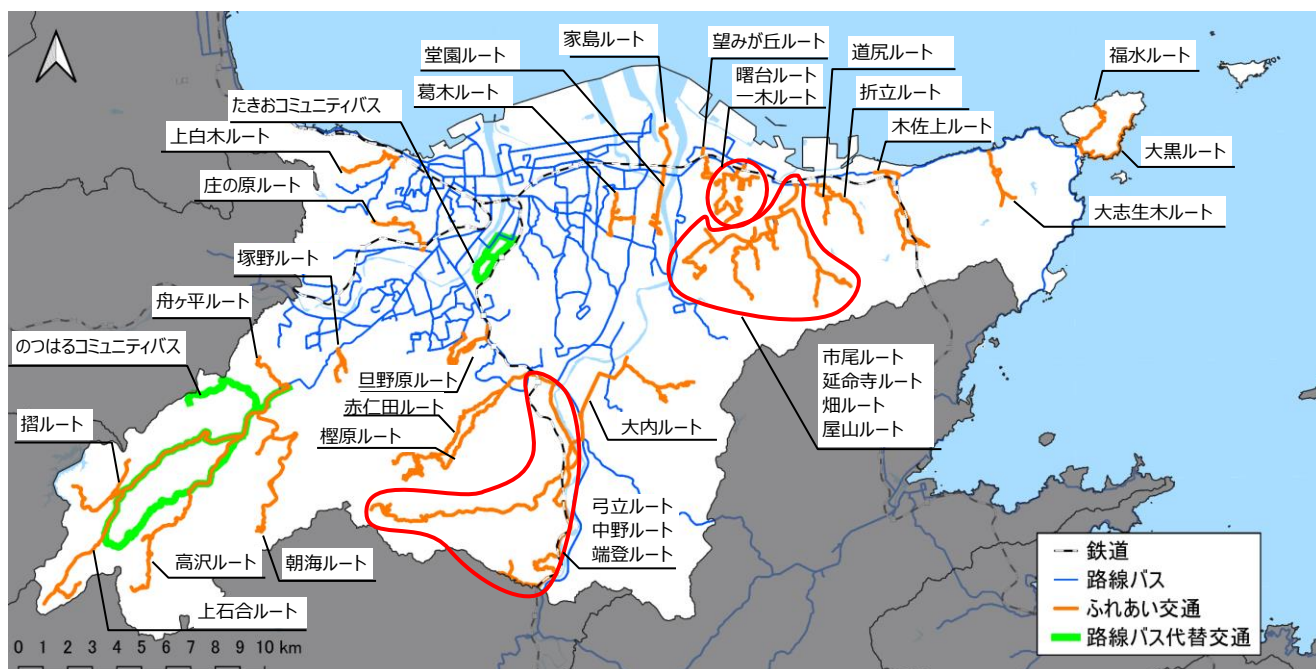 家島ルート
望みが丘ルート
道尻ルート
福水ルート
堂園ルート
曙台ルート
一木ルート
折立ルート
葛木ルート
木佐上ルート
たきおコミュニティバス
大黒ルート
上白木ルート
庄の原ルート
大志生木ルート
塚野ルート
舟ヶ平ルート
のつはるコミュニティバス
旦野原ルート
市尾ルート
延命寺ルート
畑ルート
屋山ルート
赤仁田ルート
摺ルート
樫原ルート
大内ルート
弓立ルート
中野ルート
端登ルート
高沢ルート
朝海ルート
上石合ルート
鉄道
路線バス
ふれあい交通
路線バス代替交通
0 1 2 3 4 5 6 7 8 9 10 km